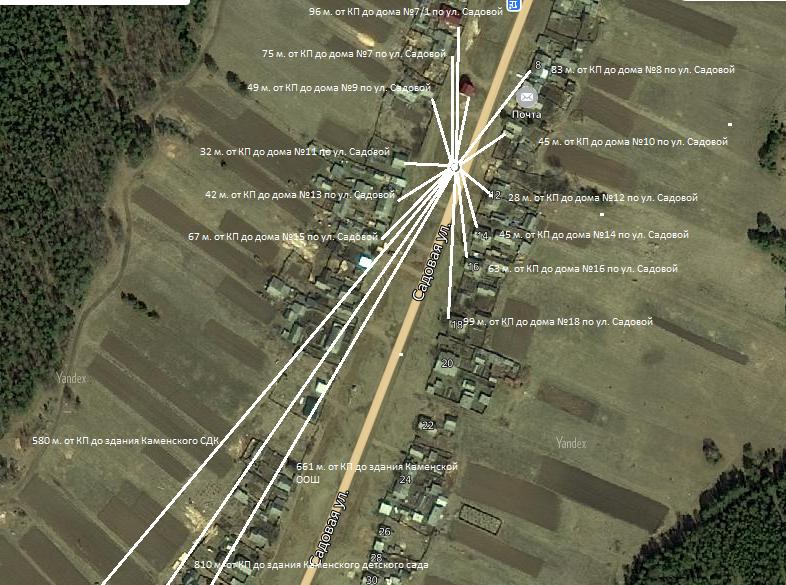 96 м. от КП до дома №7/1 по ул. Садовой
75 м. от КП до дома №7 по ул. Садовой
8
83 м. от КП до дома №8 по ул. Садовой
49 м. от КП до дома №9 по ул. Садовой
Почта
45 м. от КП до дома №10 по ул. Садовой
32 м. от КП до дома №11 по ул. Садовой
42 м. от КП до дома №13 по ул. Садовой
12
28 м. от КП до дома №12 по ул. Садовой
67 м. от КП до дома №15 по ул. Садовой
14
45 м. от КП до дома №14 по ул. Садовой
Садовая ул.
16
63 м. от КП до дома №16 по ул. Садовой
18
99 м. от КП до дома №18 по ул. Садовой
20
Yandex
22
580 м. от КП до здания Каменского СДК
Yandex
661 м. от КП до здания Каменской
ООШ
24
Садовая ул.
26
28
810 м. от КП до здания Каменского детского сада
30